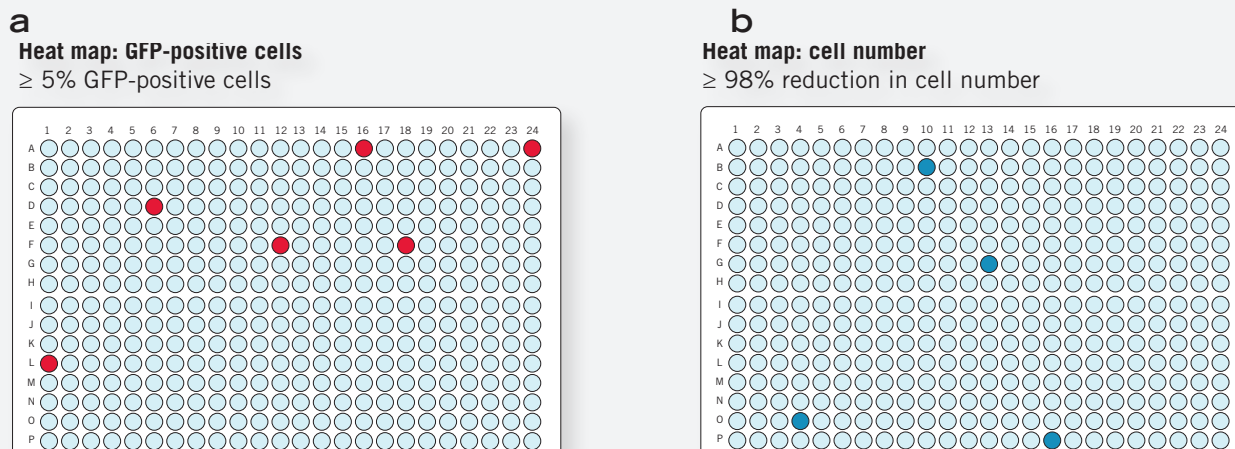 a
Heat map: GFP-positive cells
≥ 5% GFP-positive cells
1 2 3 4 5 6 7 8 9 10 11 12 13 14 15 16 17 18 19 20 21 22 23 24
A
B
C
D
E
F
G
H
I
J
K
L
M
N
O
P
b
Heat map: cell number
≥ 98% reduction in cell number
1 2 3 4 5 6 7 8 9 10 11 12 13 14 15 16 17 18 19 20 21 22 23 24
A
B
C
D
E
F
G
H
I
J
K
L
M
N
O
P